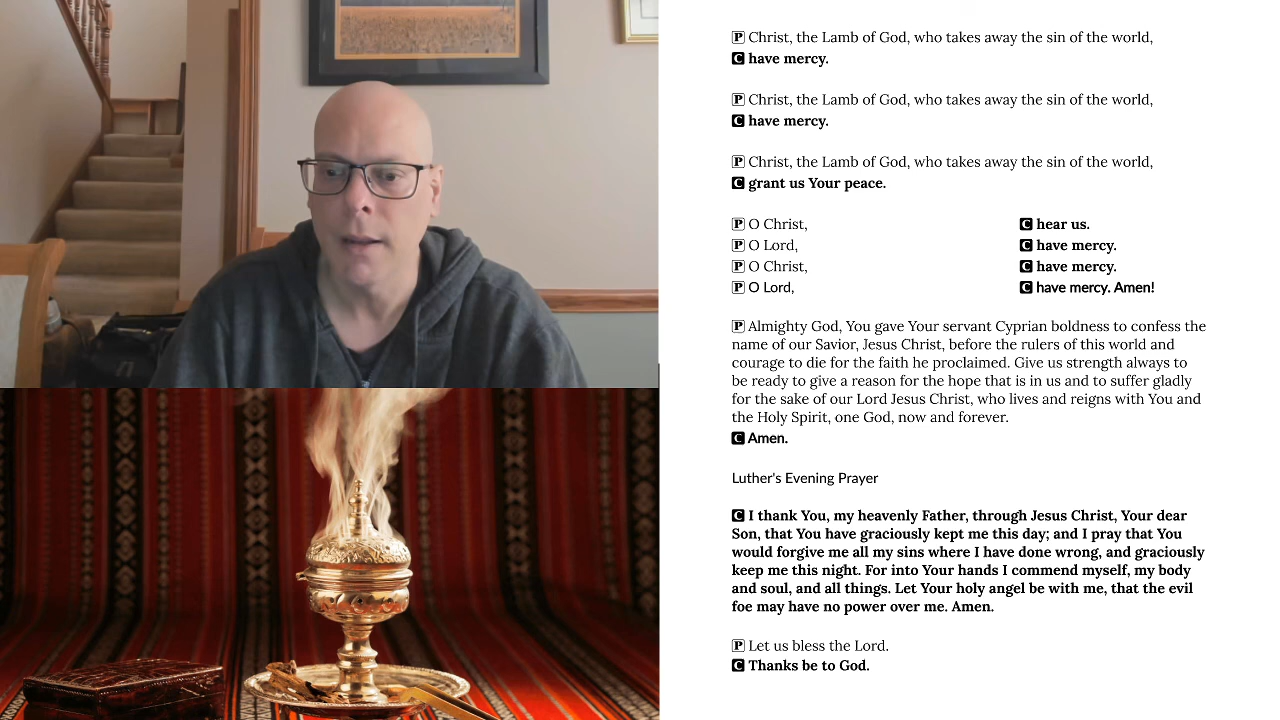 P Christ, the Lamb of God, who takes away the sin of the world,
C have mercy.
P Christ, the Lamb of God, who takes away the sin of the world,
C have mercy.
P Christ, the Lamb of God, who takes away the sin of the world,
C grant us Your peace.
P O Christ, C hear us.
P O Lord, C have mercy.
P O Christ, C have mercy.
P O Lord, C have mercy. Amen!
P Almighty God, You gave Your servant Cyprian boldness to confess the
name of our Savior, Jesus Christ, before the rulers of this world and
courage to die for the faith he proclaimed. Give us strength always to
be ready to give a reason for the hope that is in us and to suffer gladly
for the sake of our Lord Jesus Christ, who lives and reigns with You and
the Holy Spirit, one God, now and forever.
C Amen.
Luther's Evening Prayer
C I thank You, my heavenly Father, through Jesus Christ, Your dear
Son, that You have graciously kept me this day; and I pray that You
would forgive me all my sins where I have done wrong, and graciously
keep me this night. For into Your hands I commend myself, my body
and soul, and all things. Let Your holy angel be with me, that the evil
foe may have no power over me. Amen.
P Let us bless the Lord.
C Thanks be to God.